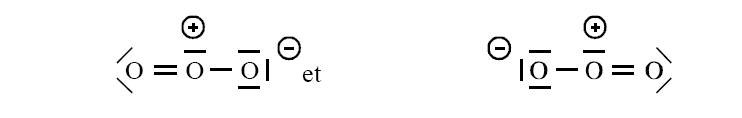 ⊕ ⊕
O = O – O| ⊖ et ⊖ |O – O = O